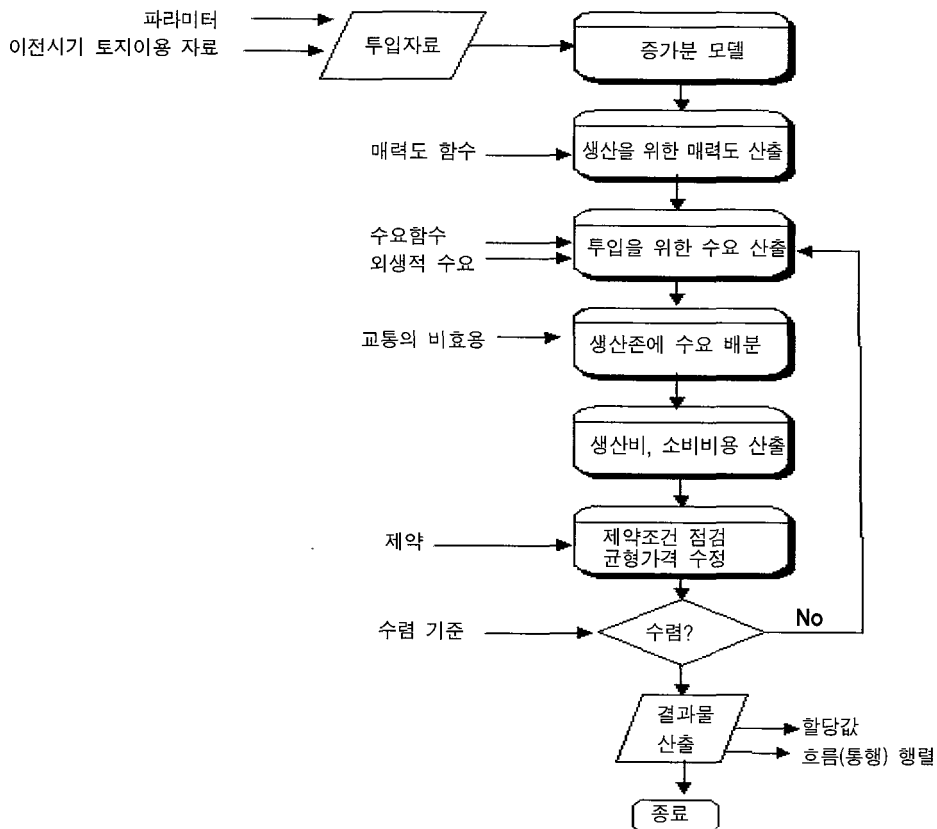 파라미터
이전시기 토지이용 자료
투입자료
증가분 모델
매력도 함수
생산을 위한 매력도 산출
수요함수
외생적 수요
투입을 위한 수요 산출
교통의 비효용
생산존에 수요 배분
생산비, 소비비용 산출
제약
제약조건 점검
균형가격 수정
수렴 기준
수렴?
No
결과물
산출
할당값
흐름(통행) 행렬
종료